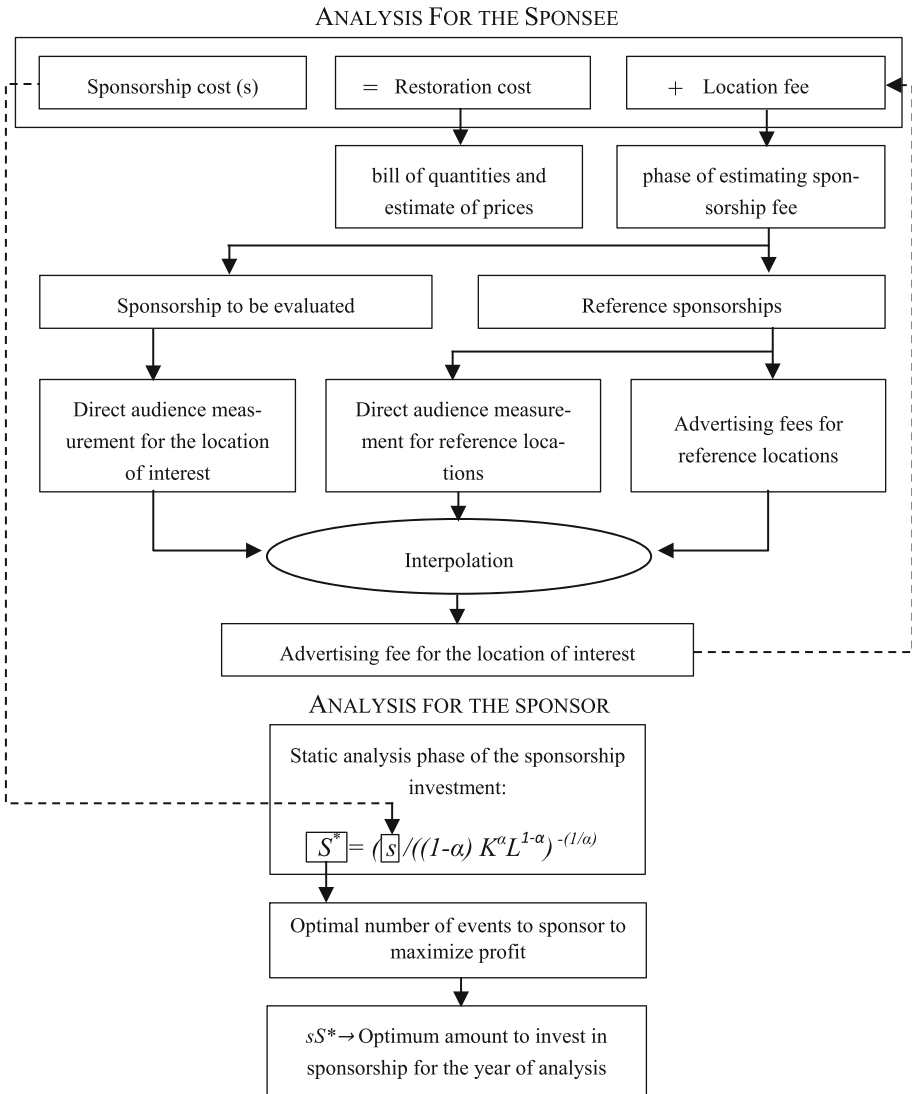 ANALYSIS FOR THE SPONSEE
Sponsorship cost (s)
= Restoration cost
+ Location fee
bill of quantities and
estimate of prices
phase of estimating spon-
sorship fee
Sponsorship to be evaluated
Reference sponsorships
Direct audience meas-
urement for the location
of interest
Direct audience measure-
ment for reference loca-
tions
Advertising fees for
reference locations
Interpolation
Advertising fee for the location of interest
ANALYSIS FOR THE SPONSOR
Static analysis phase of the sponsorship
investment:
S*= (s/((1-α) K^αL^1-α) ^-(1/α)
Optimal number of events to sponsor to
maximize profit
sS*→ Optimum amount to invest in
sponsorship for the year of analysis